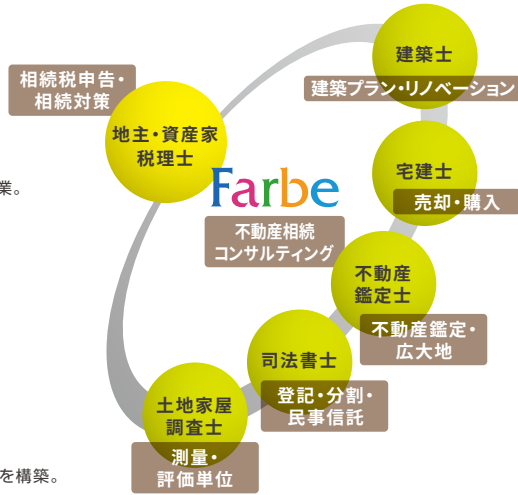 建築士
建築プラン・リノベーション
相続税申告・
相続対策
地主・資産家
税理士
宅建士
売却・購入
業。
Farbe
不動産相続
コンサルティング
不動産
鑑定士
不動産鑑定・
広大地
司法書士
登記・分割・
民事信託
土地家屋
調査士
測量・
評価単位
を構築。